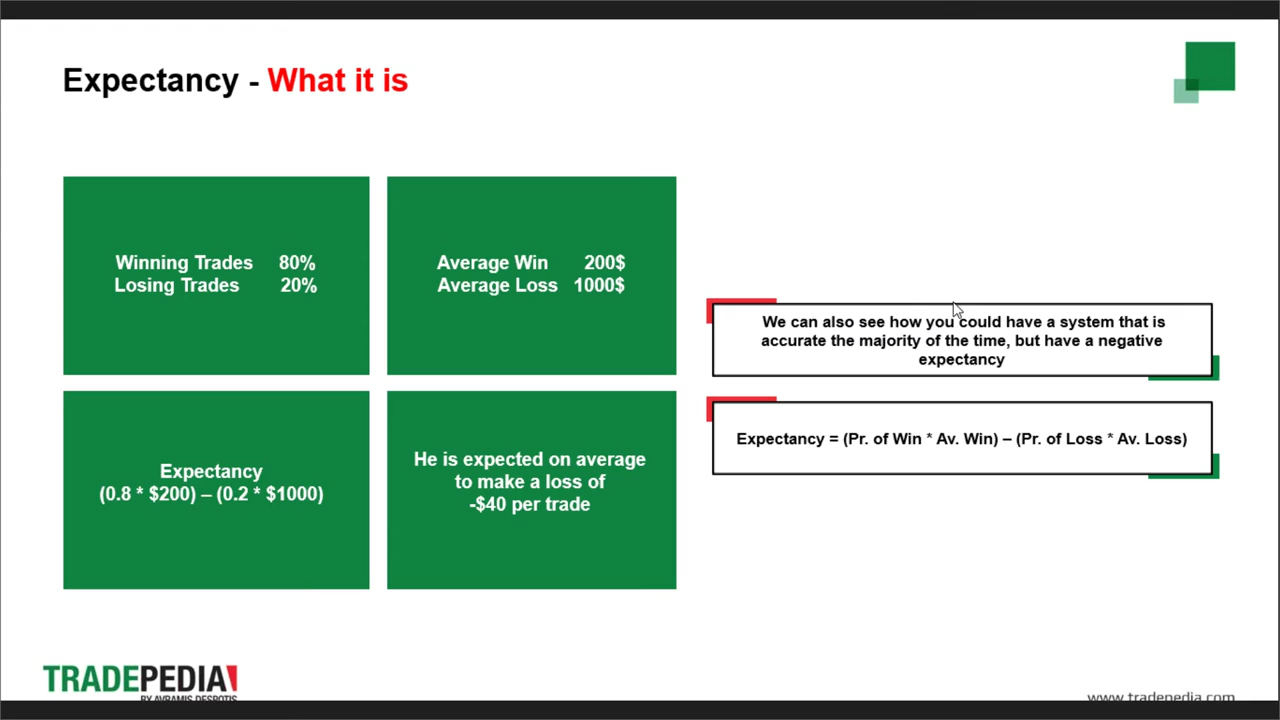 Expectancy - What it is
Winning Trades 80%
Losing Trades 20%
Average Win 200$
Average Loss 1000$
Expectancy
(0.8 * $200) – (0.2 * $1000)
He is expected on average
to make a loss of
-$40 per trade
We can also see how you could have a system that is
accurate the majority of the time, but have a negative
expectancy
Expectancy = (Pr. of Win * Av. Win) – (Pr. of Loss * Av. Loss)
TRADEPEDIA
BY AVRAMIS DESPOTIS
www.tradepedia.com